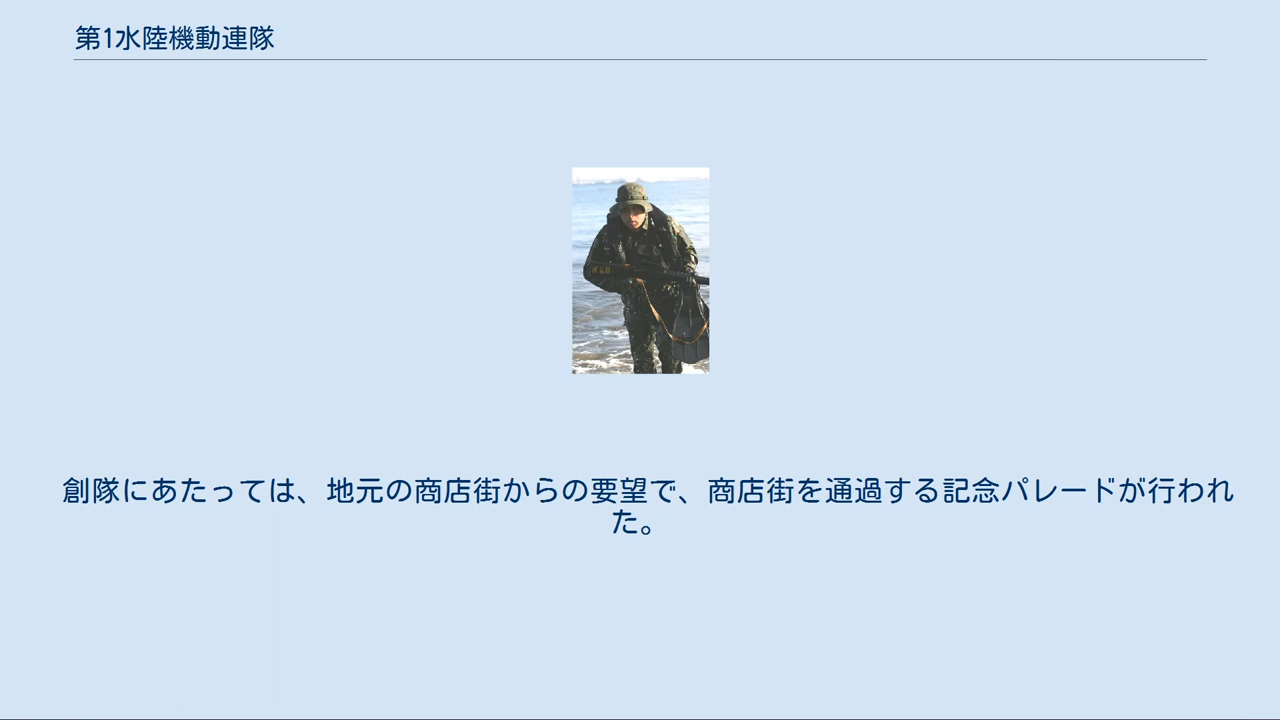 第1水陸機動連隊
創隊にあたっては、地元の商店街からの要望で、商店街を通過する記念パレードが行われ
た。